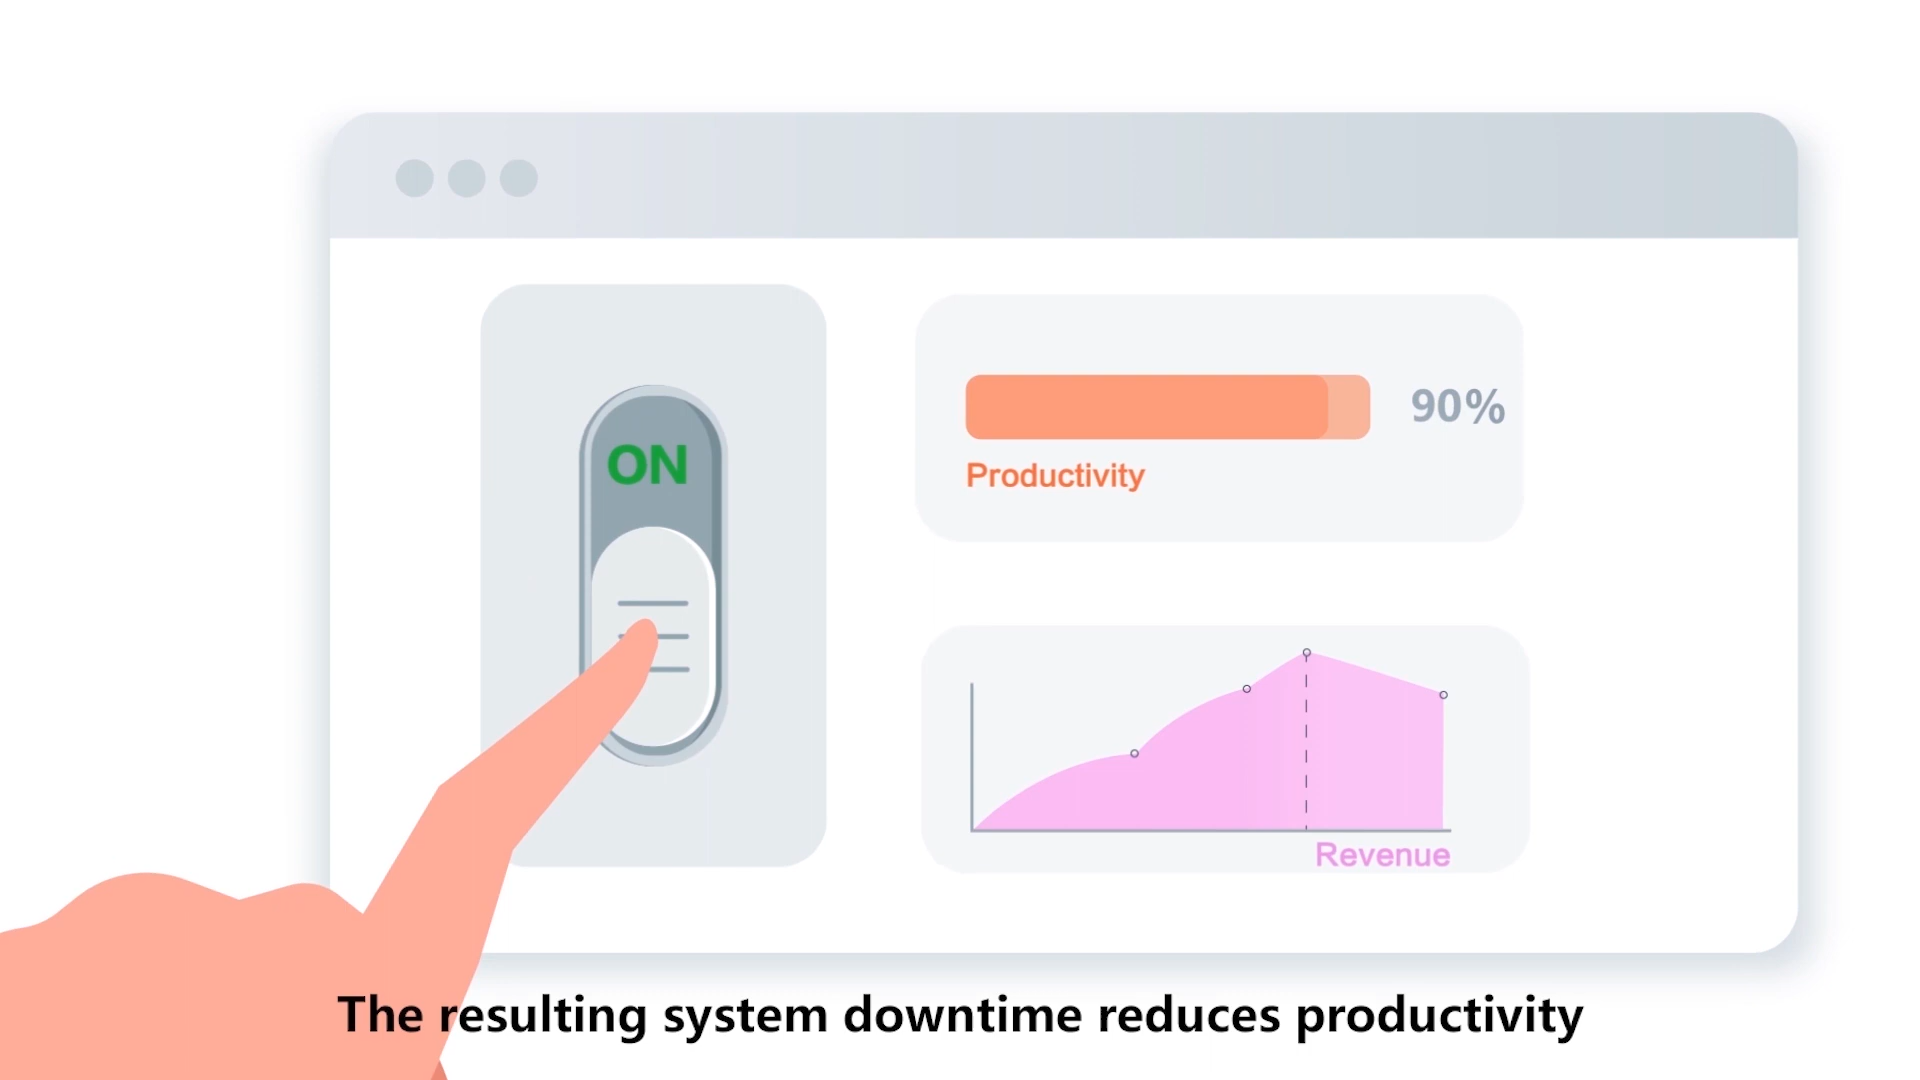 ON
90%
Productivity
Revenue
The resulting system downtime reduces productivity